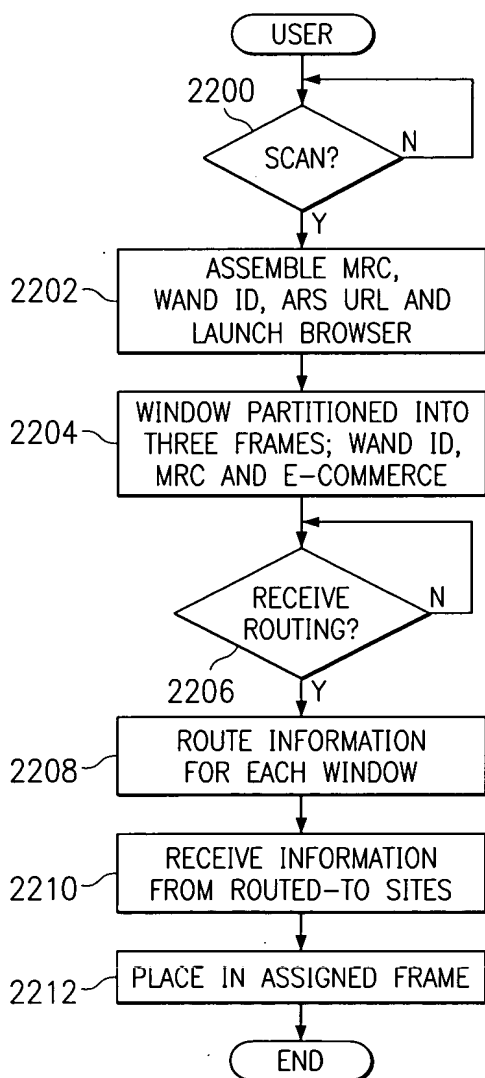 USER
2200
SCAN?
N
Y
2202
ASSEMBLE MRC,
WAND ID, ARS URL AND
LAUNCH BROWSER
2204
WINDOW PARTITIONED INTO
THREE FRAMES; WAND ID,
MRC AND E-COMMERCE
RECEIVE
ROUTING?
N
2206
Y
2208
ROUTE INFORMATION
FOR EACH WINDOW
2210
RECEIVE INFORMATION
FROM ROUTED-TO SITES
2212
PLACE IN ASSIGNED FRAME
END